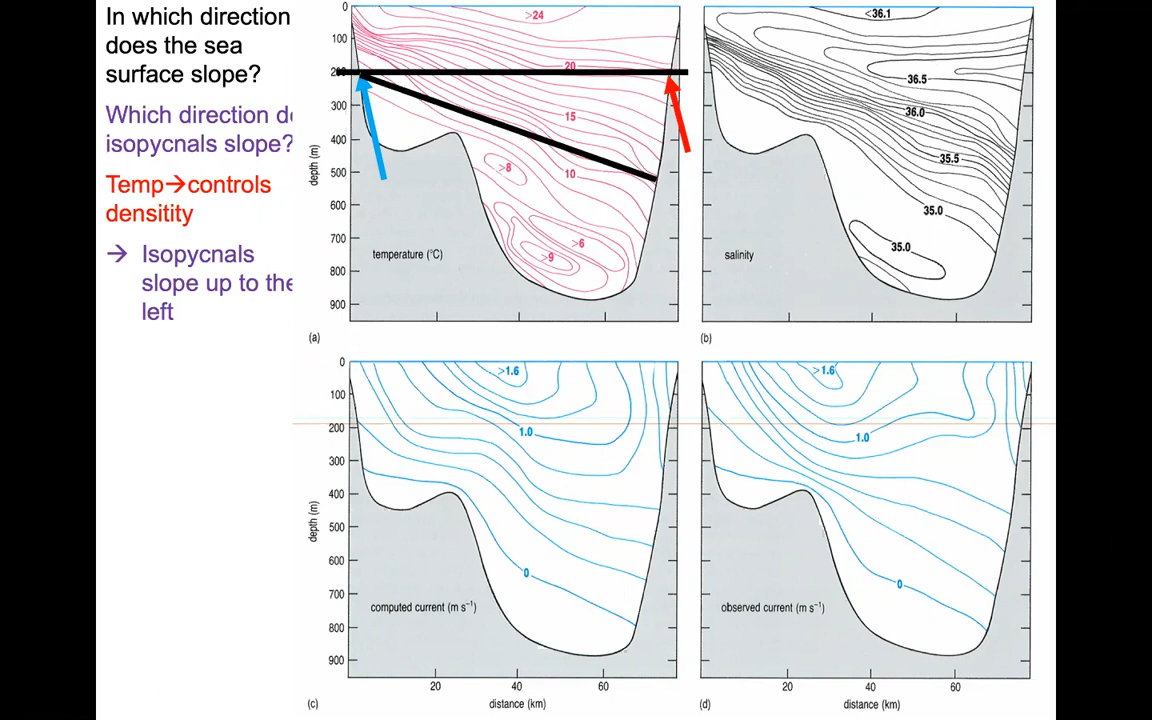 In which direction
does the sea
surface slope?
Which direction do
isopycnals slope?
Temp→controls
densitity
→ Isopycnals
slope up to the
left
0
100
300
400
500
600
700
800
900
depth (m)
>24
20
15
10
>8
>6
>9
temperature (°C)
(a)
<36.1
36.5
36.0
35.5
35.0
35.0
salinity
(b)
0
100
200
300
400
500
600
700
800
900
depth (m)
>1.6
1.0
0
computed current (m s⁻¹)
20
40
60
(c)
distance (km)
>1.6
1.0
0
observed current (m s⁻¹)
20
40
60
(d)
distance (km)